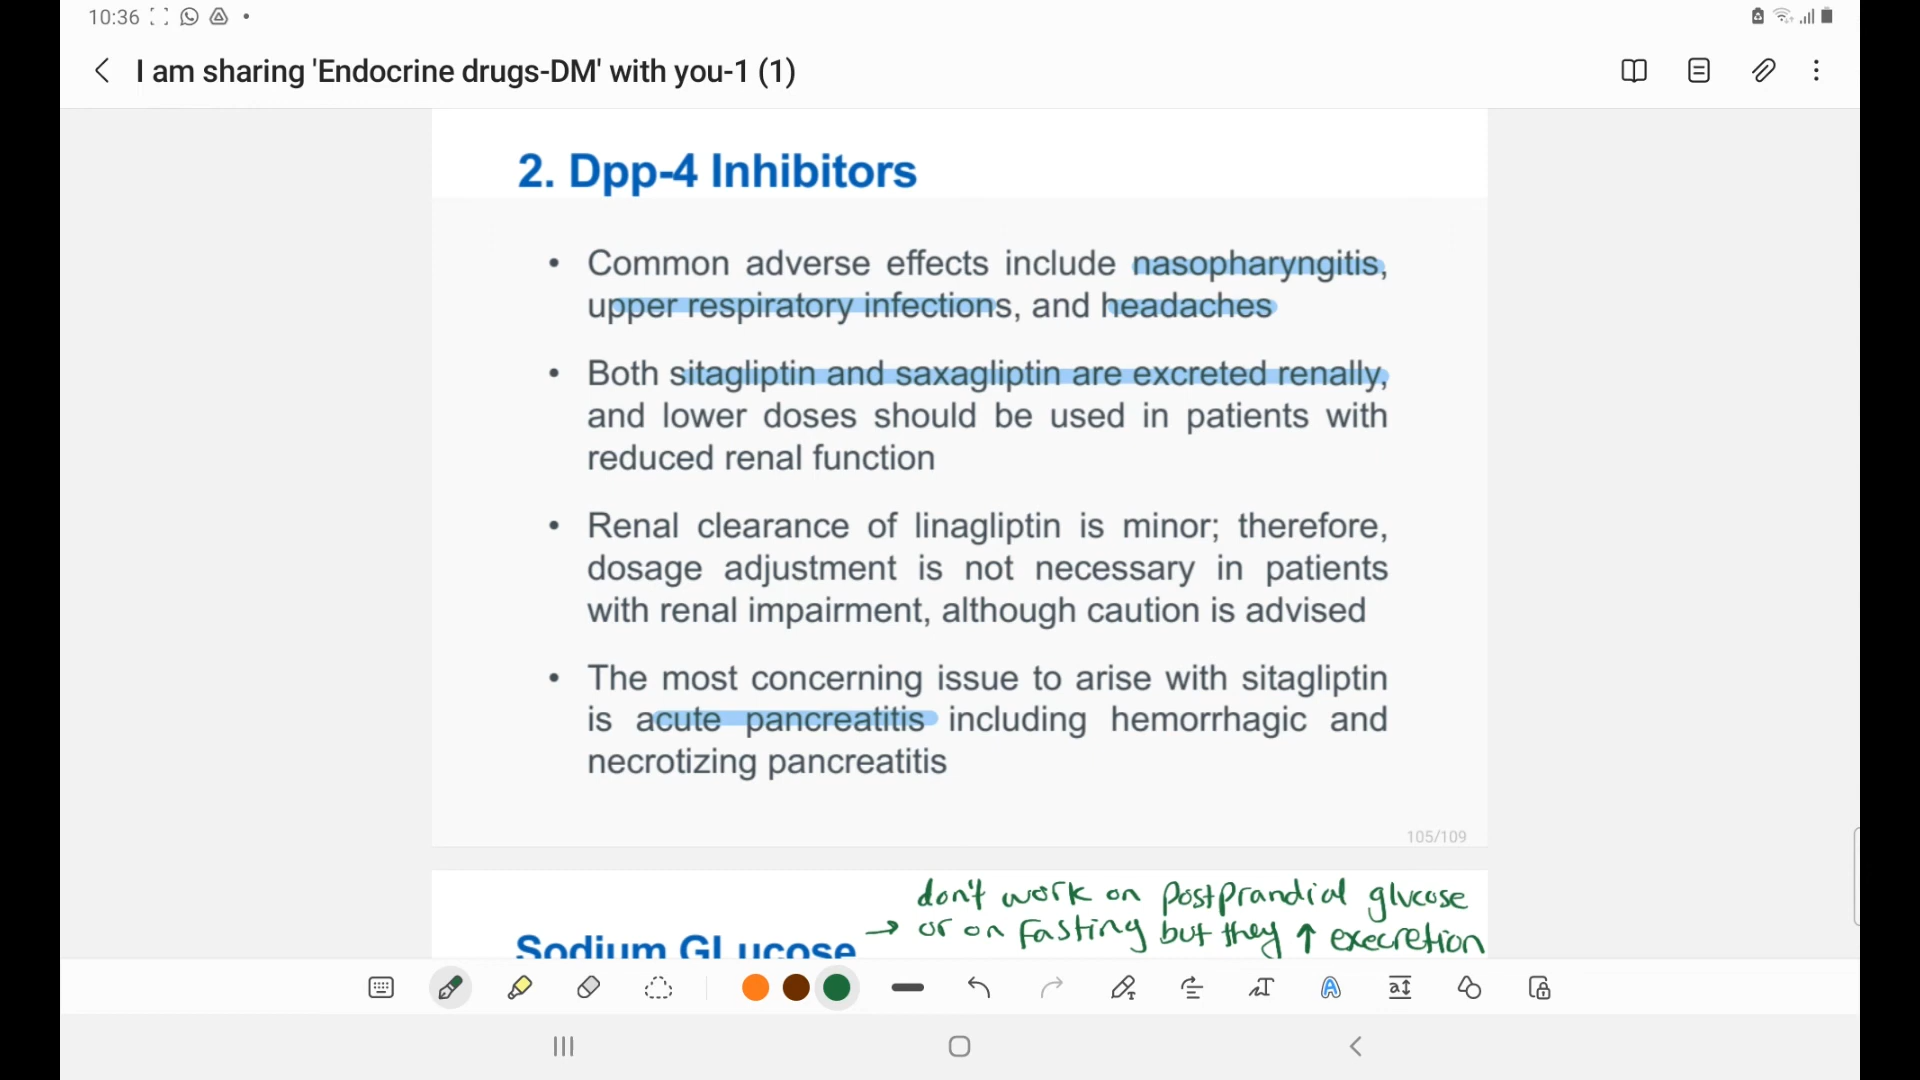 10:36
I am sharing 'Endocrine drugs-DM' with you-1 (1)
2. Dpp-4 Inhibitors
• Common adverse effects include nasopharyngitis,
upper respiratory infections, and headaches
• Both sitagliptin and saxagliptin are excreted renally,
and lower doses should be used in patients with
reduced renal function
• Renal clearance of linagliptin is minor; therefore,
dosage adjustment is not necessary in patients
with renal impairment, although caution is advised
• The most concerning issue to arise with sitagliptin
is acute pancreatitis including hemorrhagic and
necrotizing pancreatitis
105/109
don't work on postprandial glucose
→ or on fasting but they ↑ execretion
Sodium GLucose